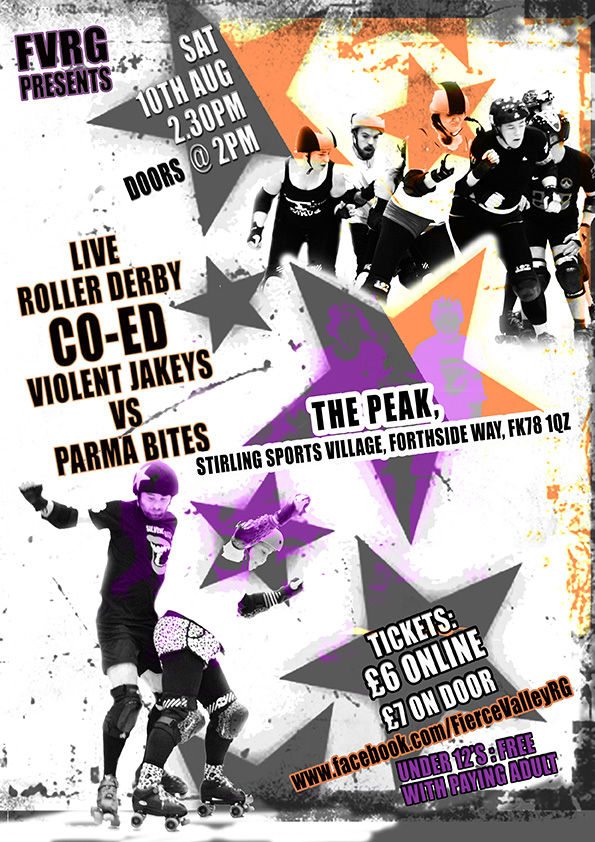 FVRG
PRESENTS
SAT
10TH AUG
2.30PM
DOORS @ 2PM
LIVE
ROLLER DERBY
CO-ED
VIOLENT JAKEYS
VS
PARMA BITES
THE PEAK,
STIRLING SPORTS VILLAGE, FORTHSIDE WAY, FK78 1QZ
TICKETS:
£6 ONLINE
£7 ON DOOR
www.facebook.com/FierceValleyRG
UNDER 12'S : FREE
WITH PAYING ADULT